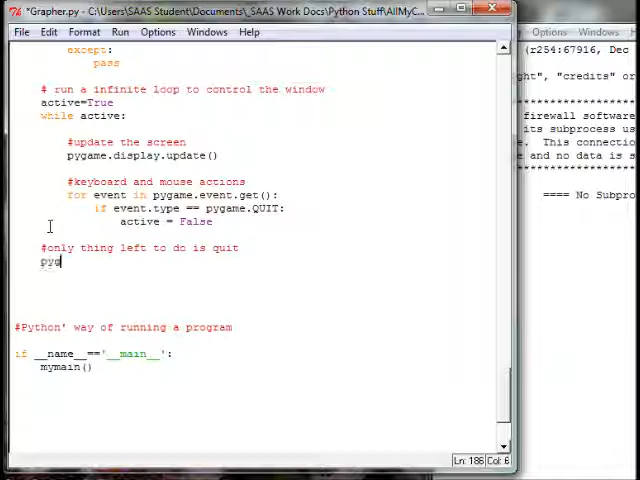 *Grapher.py - C:\Users\SAAS Student\Documents\_SAAS Work Docs\Python Stuff\AllMyC...
File Edit Format Run Options Windows Help
except:
pass
# run a infinite loop to control the window
active=True
while active:
#update the screen
pygame.display.update()
#keyboard and mouse actions
for event in pygame.event.get():
if event.type == pygame.QUIT:
active = False
#only thing left to do is quit
pyg
#Python' way of running a program
if __name__=='__main__':
mymain()
Ln: 186 Col: 6
Options Windows H
(r254:67916, Dec
ght", "credits" or
********************
firewall software
its subprocess us
e. This connection
e and no data is s
********************
==== No Subpro